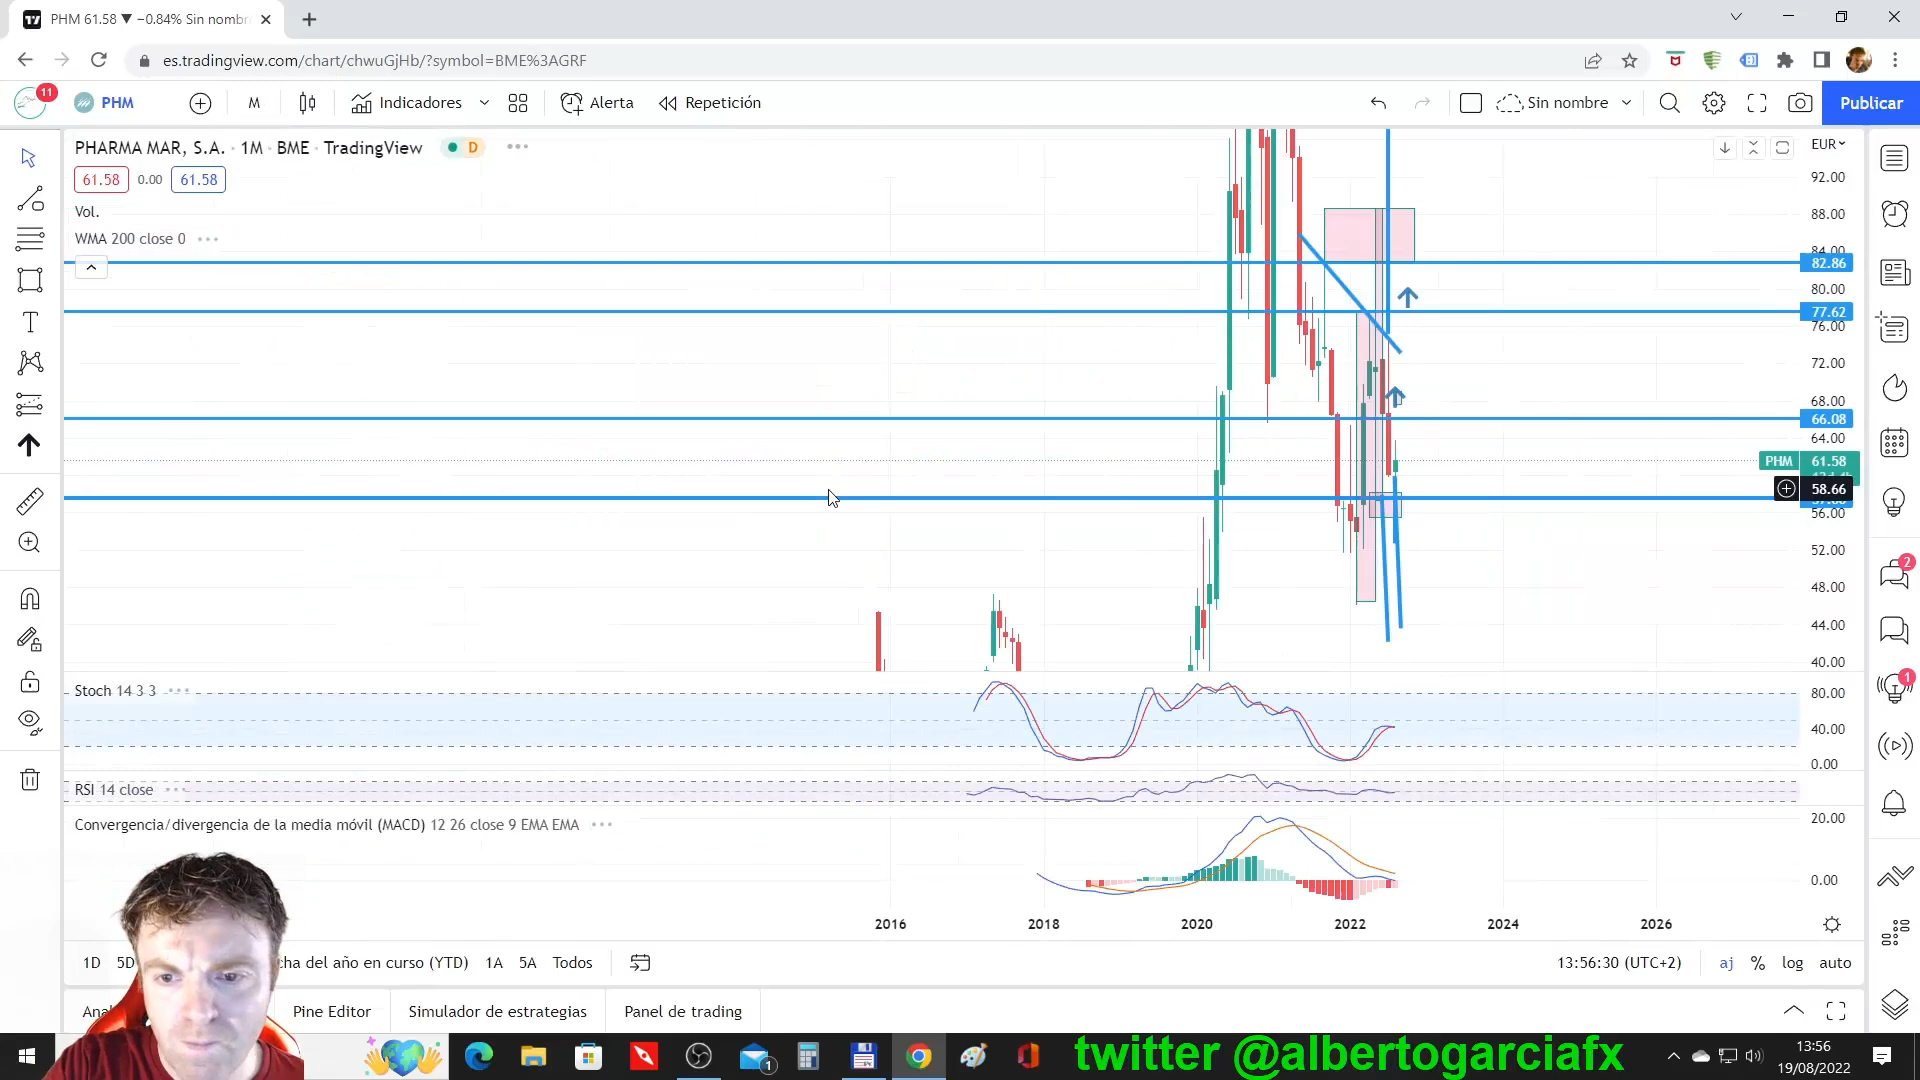 PHM 61.58 ▼ −0.84% Sin nombr
es.tradingview.com/chart/chwuGjHb/?symbol=BME%3AGRF
11
PHM
M
Indicadores
Alerta
Repetición
Sin nombre
Publicar
PHARMA MAR, S.A. · 1M · BME · TradingView
D
EUR
61.58
0.00
61.58
Vol.
WMA 200 close 0
92.00
88.00
84.00
82.86
80.00
77.62
76.00
72.00
68.00
66.08
64.00
PHM 61.58
58.66
56.00
52.00
48.00
44.00
40.00
2
1
Stoch 14 3 3
80.00
40.00
0.00
RSI 14 close
Convergencia/divergencia de la media móvil (MACD) 12 26 close 9 EMA EMA
20.00
0.00
2016
2018
2020
2022
2024
2026
1D
5D
cha del año en curso (YTD)
1A
5A
Todos
13:56:30 (UTC+2)
aj
%
log
auto
Pine Editor
Simulador de estrategias
Panel de trading
1
twitter @albertogarciafx
13:56
19/08/2022